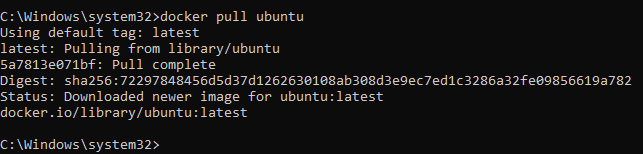 C:\Windows\system32>docker pull ubuntu
Using default tag: latest
latest: Pulling from library/ubuntu
5a7813e071bf: Pull complete
Digest: sha256:72297848456d5d37d1262630108ab308d3e9ec7ed1c3286a32fe09856619a782
Status: Downloaded newer image for ubuntu:latest
docker.io/library/ubuntu:latest
C:\Windows\system32>